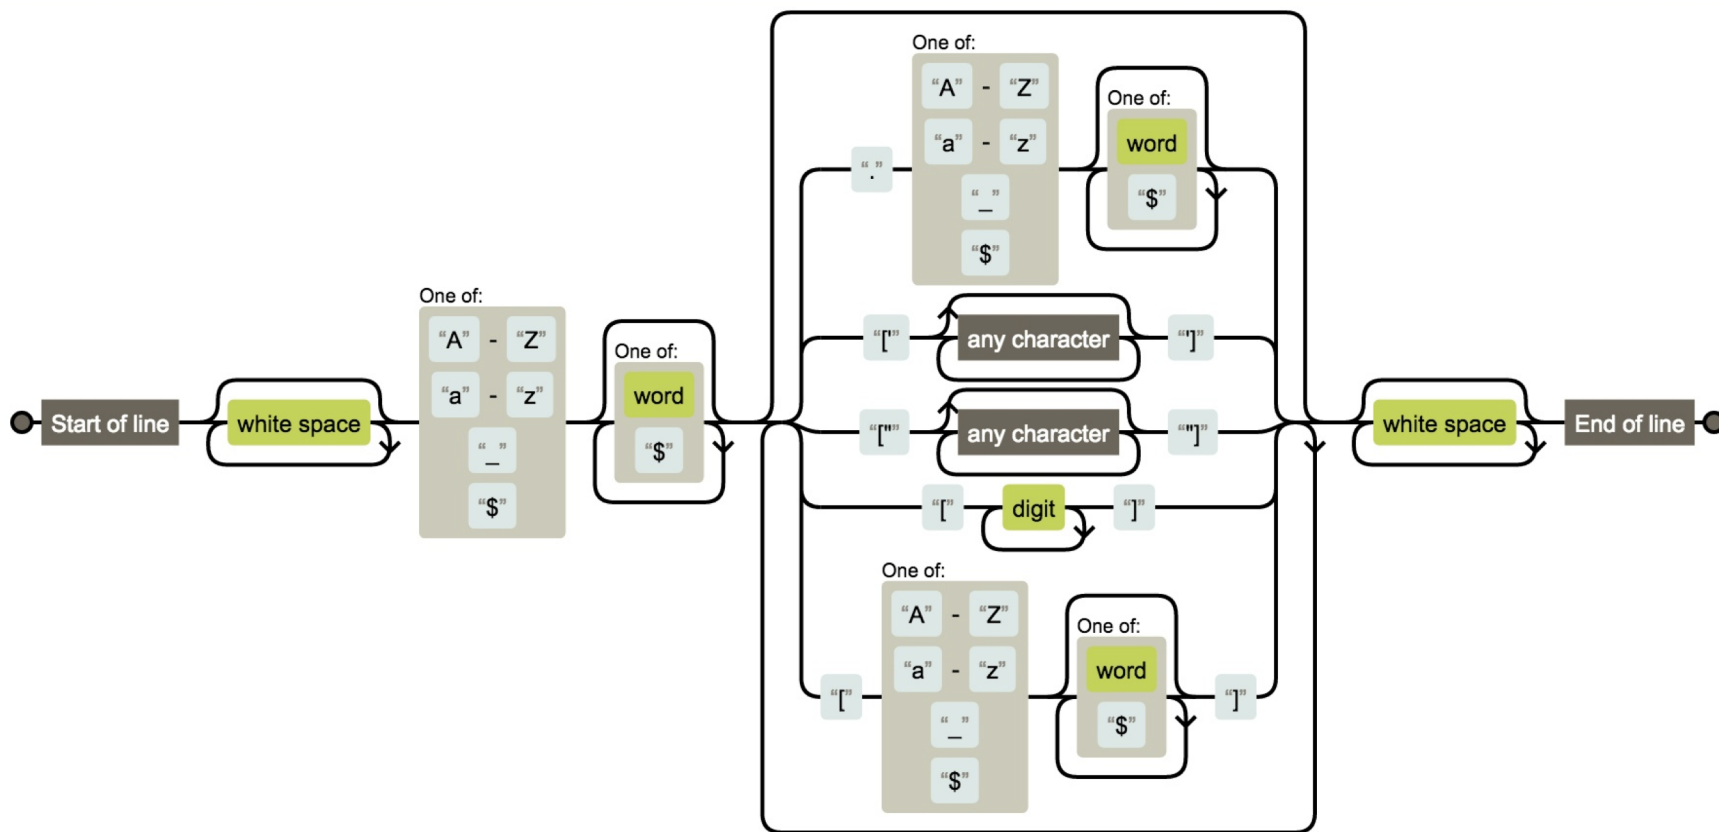 Start of line
white space
One of:
“A” - “Z”
“a” - “z”
“_”
“$”
One of:
word
“$”
“.”
One of:
“A” - “Z”
“a” - “z”
“_”
“$”
One of:
word
“$”
“['” any character “']”
“["” any character “"]”
“[” digit “]”
“[”
One of:
“A” - “Z”
“a” - “z”
“_”
“$”
One of:
word
“$”
“]”
white space
End of line